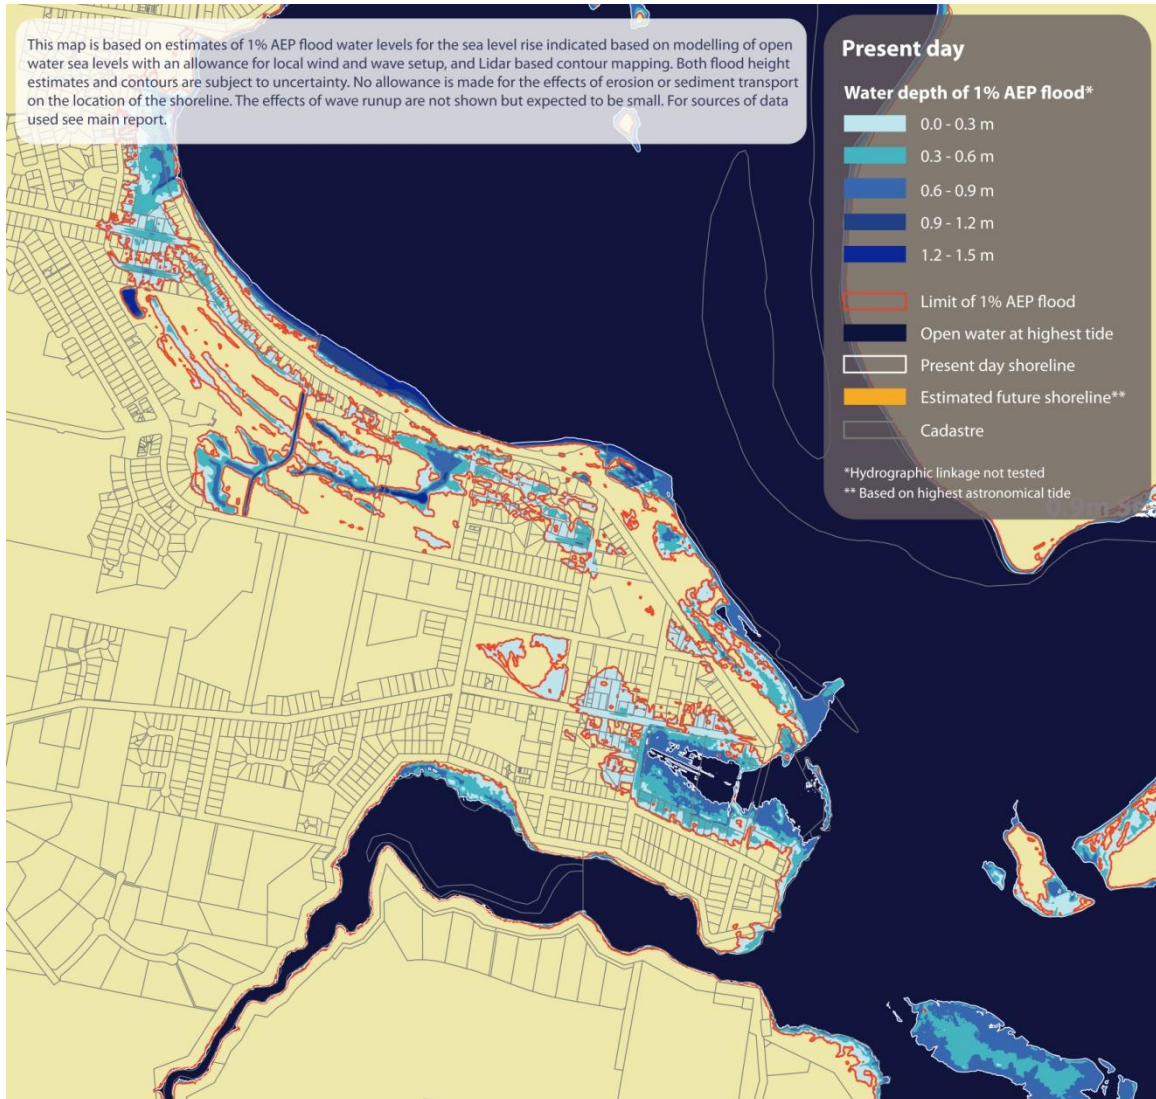 This map is based on estimates of 1% AEP flood water levels for the sea level rise indicated based on modelling of open
water sea levels with an allowance for local wind and wave setup, and Lidar based contour mapping. Both flood height
estimates and contours are subject to uncertainty. No allowance is made for the effects of erosion or sediment transport
on the location of the shoreline. The effects of wave runup are not shown but expected to be small. For sources of data
used see main report.
Present day
Water depth of 1% AEP flood*
0.0 - 0.3 m
0.3 - 0.6 m
0.6 - 0.9 m
0.9 - 1.2 m
1.2 - 1.5 m
Limit of 1% AEP flood
Open water at highest tide
Present day shoreline
Estimated future shoreline**
Cadastre
*Hydrographic linkage not tested
** Based on highest astronomical tide
0.9m